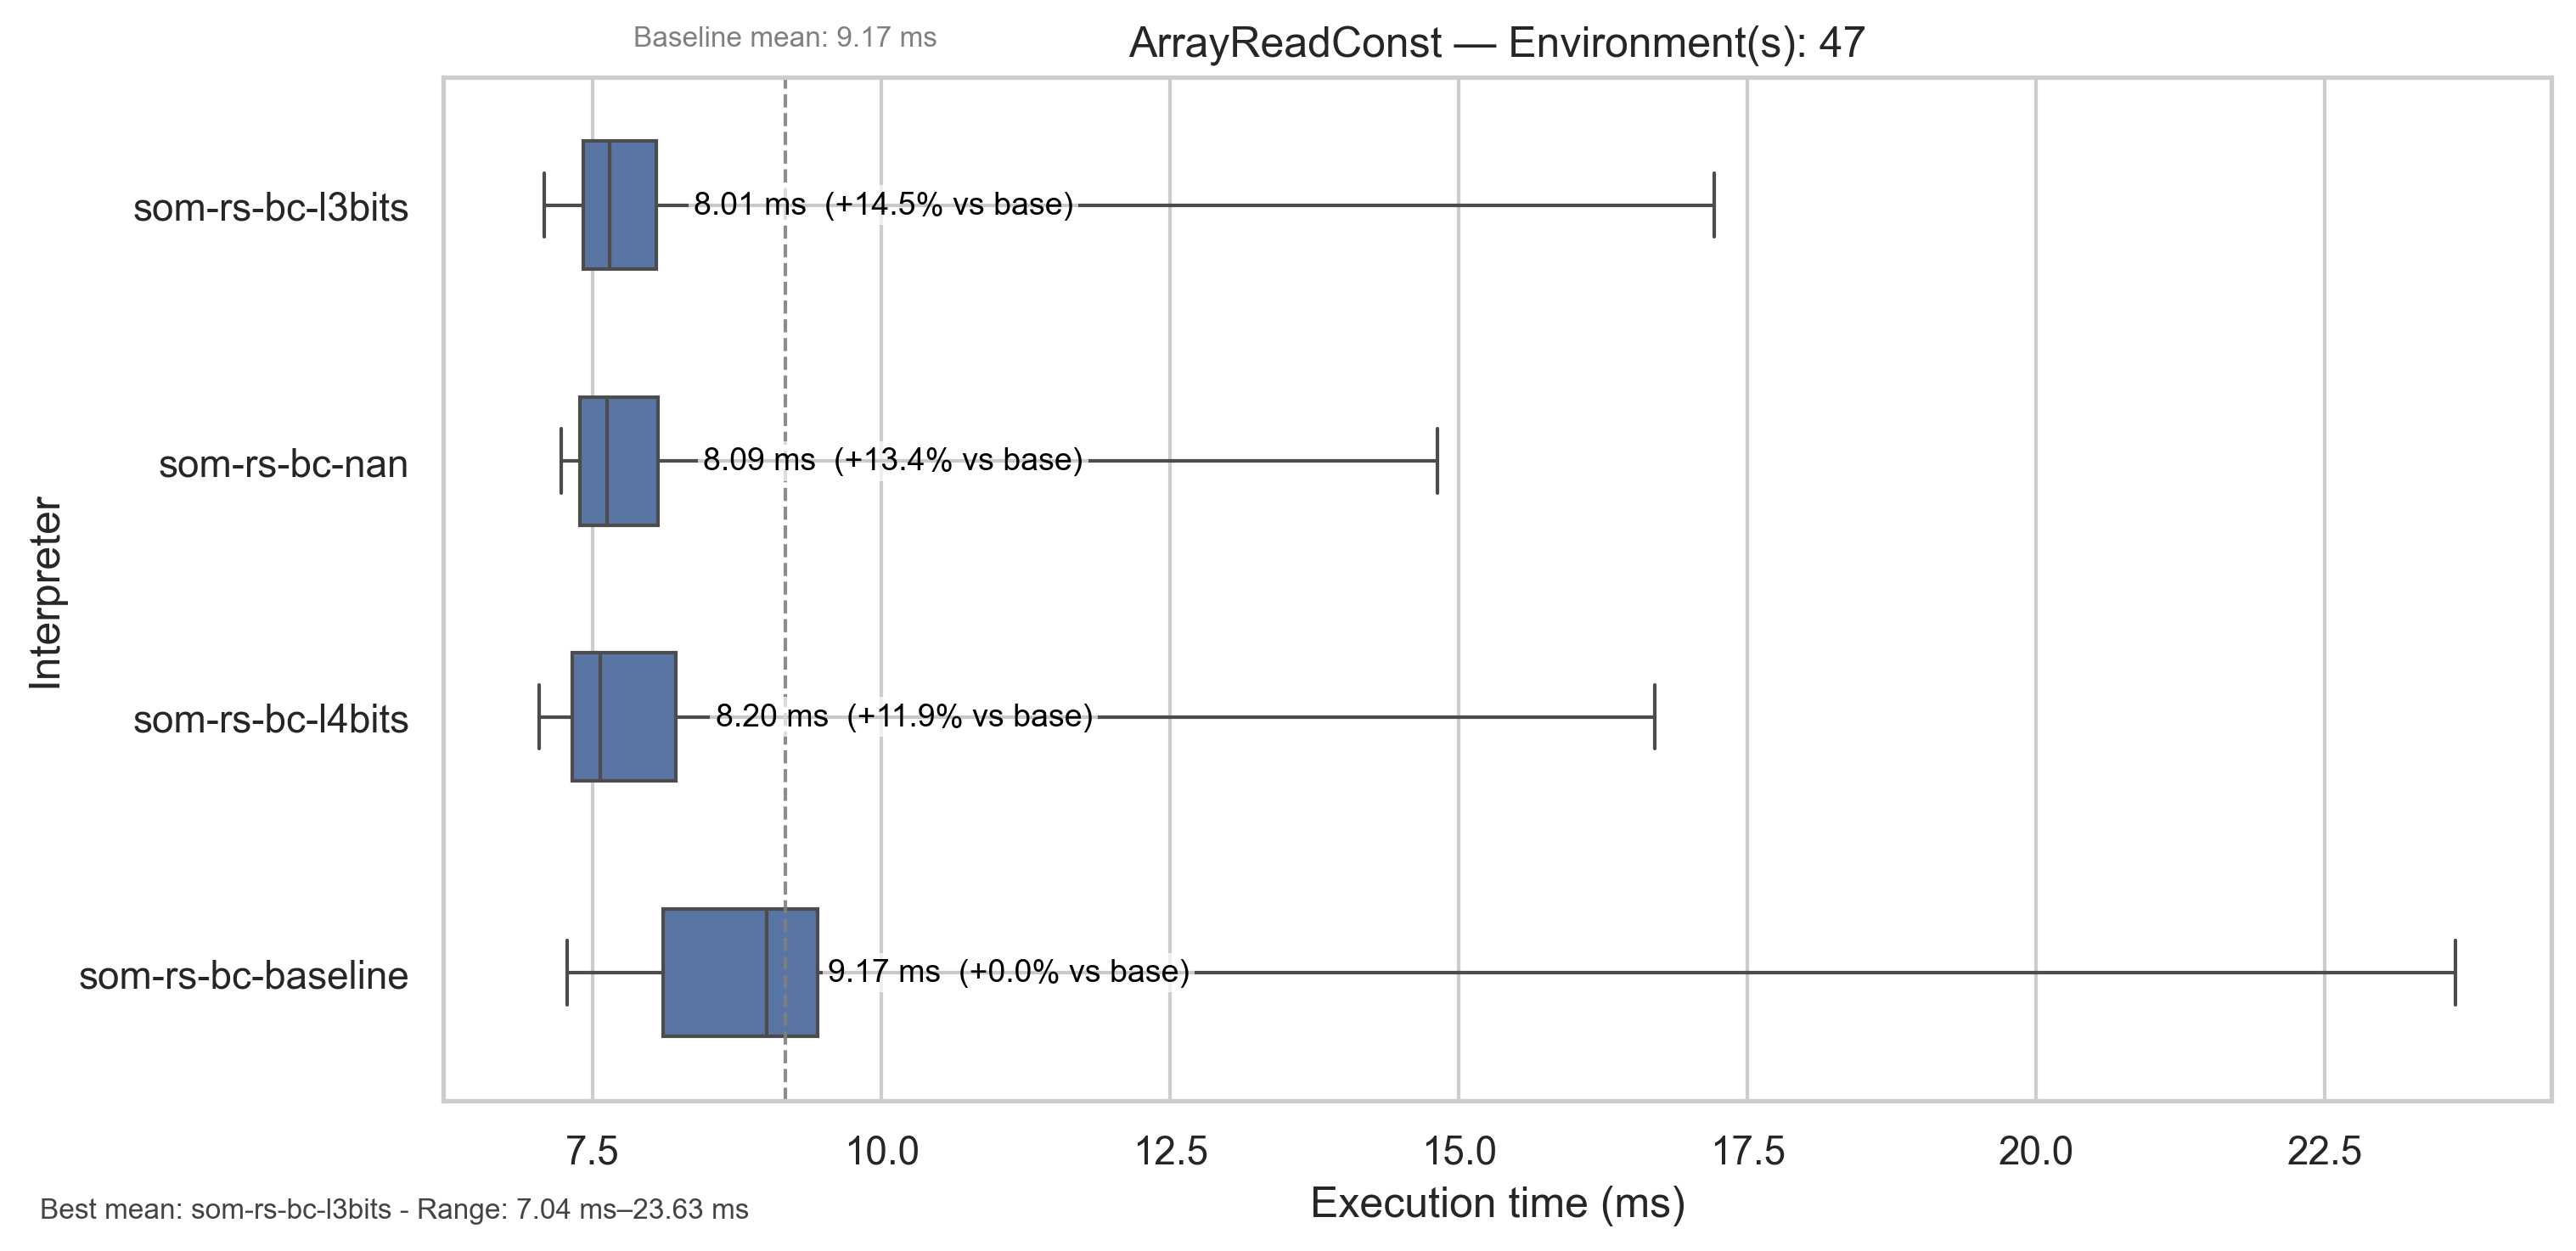 Baseline mean: 9.17 ms
ArrayReadConst — Environment(s): 47
Interpreter
som-rs-bc-l3bits
8.01 ms (+14.5% vs base)
som-rs-bc-nan
8.09 ms (+13.4% vs base)
som-rs-bc-l4bits
8.20 ms (+11.9% vs base)
som-rs-bc-baseline
9.17 ms (+0.0% vs base)
7.5 10.0 12.5 15.0 17.5 20.0 22.5
Execution time (ms)
Best mean: som-rs-bc-l3bits - Range: 7.04 ms–23.63 ms